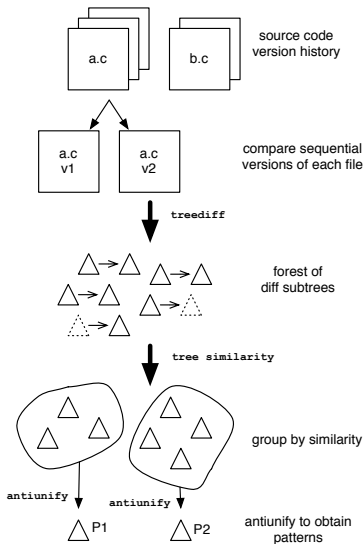 a.c
b.c
source code
version history
a.c
v1
a.c
v2
compare sequential
versions of each file
treediff
forest of
diff subtrees
tree similarity
group by similarity
antiunify
antiunify
P1
P2
antiunify to obtain
patterns